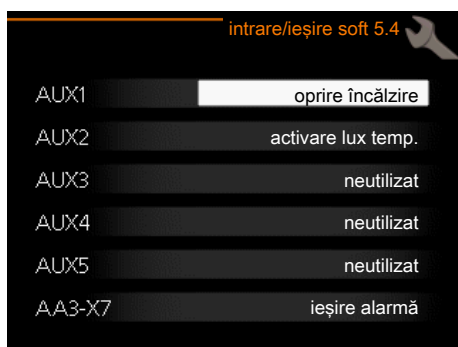 intrare/ieșire soft 5.4
AUX1 oprire încălzire
AUX2 activare lux temp.
AUX3 neutilizat
AUX4 neutilizat
AUX5 neutilizat
AA3-X7 ieșire alarmă